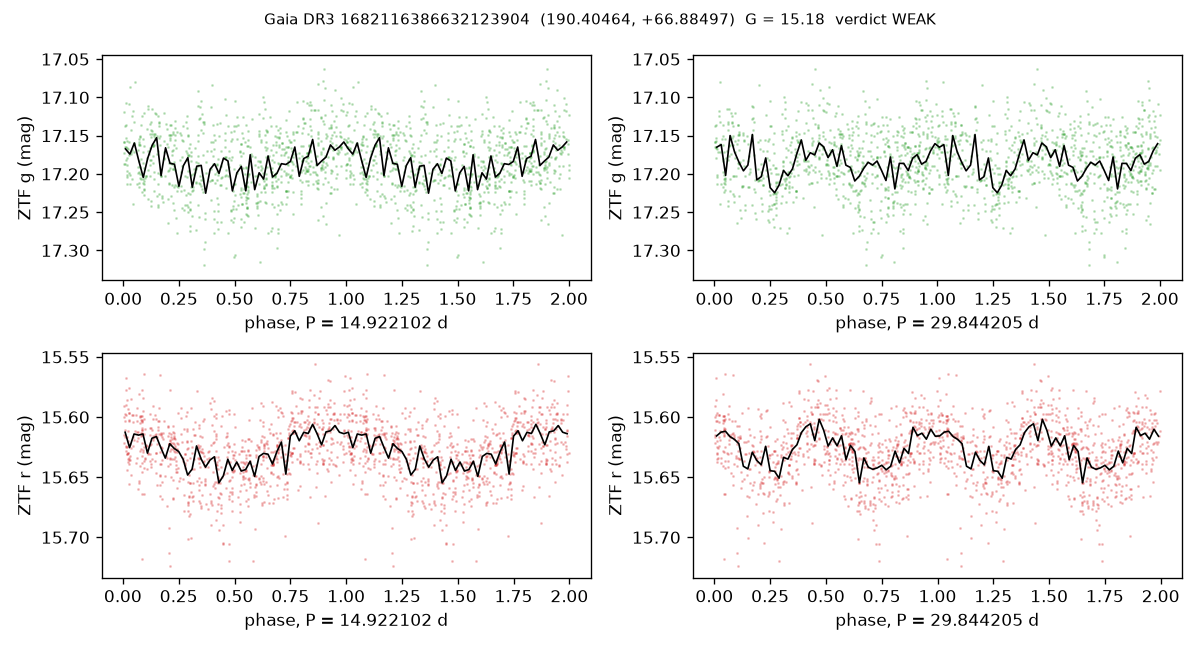 Gaia DR3 1682116386632123904 (190.40464, +66.88497) G = 15.18 verdict WEAK
17.05
17.10
17.15
17.20
17.25
17.30
ZTF g (mag)
0.00 0.25 0.50 0.75 1.00 1.25 1.50 1.75 2.00
phase, P = 14.922102 d
17.05
17.10
17.15
17.20
17.25
17.30
ZTF g (mag)
0.00 0.25 0.50 0.75 1.00 1.25 1.50 1.75 2.00
phase, P = 29.844205 d
15.55
15.60
15.65
15.70
ZTF r (mag)
0.00 0.25 0.50 0.75 1.00 1.25 1.50 1.75 2.00
phase, P = 14.922102 d
15.55
15.60
15.65
15.70
ZTF r (mag)
0.00 0.25 0.50 0.75 1.00 1.25 1.50 1.75 2.00
phase, P = 29.844205 d